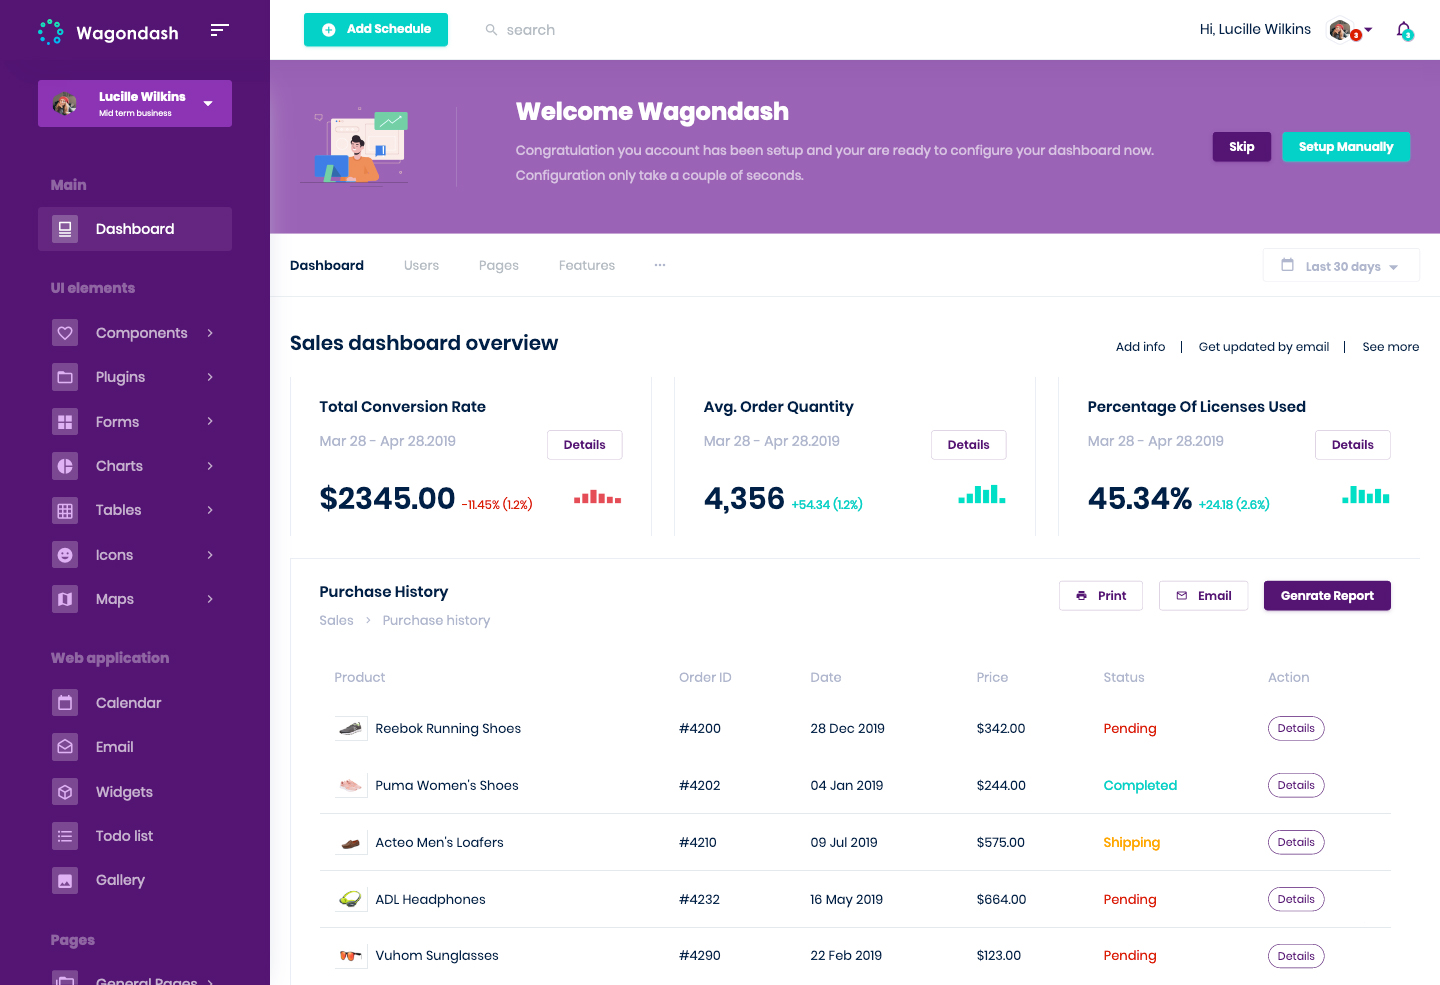 Wagondash
Add Schedule
search
Hi, Lucille Wilkins
3
3
Lucille Wilkins
Mid term business
Welcome Wagondash
Congratulation you account has been setup and your are ready to configure your dashboard now.
Configuration only take a couple of seconds.
Skip
Setup Manually
Main
Dashboard
UI elements
Components
Plugins
Forms
Charts
Tables
Icons
Maps
Web application
Calendar
Email
Widgets
Todo list
Gallery
Pages
General Pages
Dashboard Users Pages Features ...
Last 30 days
Sales dashboard overview
Add info | Get updated by email | See more
Total Conversion Rate
Mar 28 - Apr 28.2019
Details
$2345.00 -11.45% (1.2%)
Avg. Order Quantity
Mar 28 - Apr 28.2019
Details
4,356 +54.34 (1.2%)
Percentage Of Licenses Used
Mar 28 - Apr 28.2019
Details
45.34% +24.18 (2.6%)
Purchase History
Sales > Purchase history
Print
Email
Genrate Report
Product Order ID Date Price Status Action
Reebok Running Shoes #4200 28 Dec 2019 $342.00 Pending Details
Puma Women's Shoes #4202 04 Jan 2019 $244.00 Completed Details
Acteo Men's Loafers #4210 09 Jul 2019 $575.00 Shipping Details
ADL Headphones #4232 16 May 2019 $664.00 Pending Details
Vuhom Sunglasses #4290 22 Feb 2019 $123.00 Pending Details